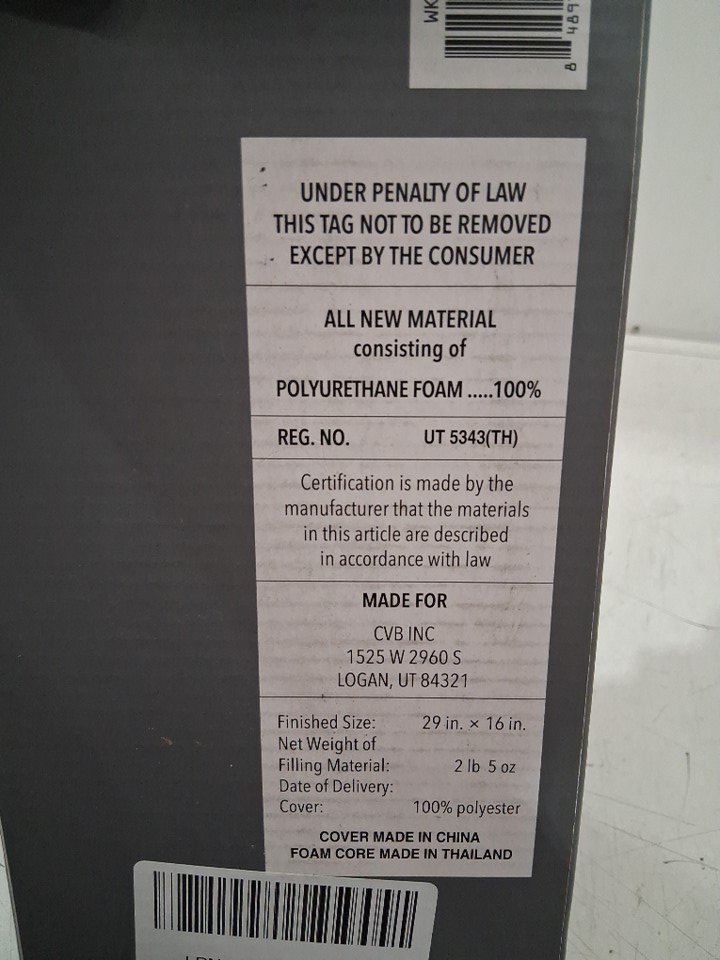 WK
8 489
UNDER PENALTY OF LAW
THIS TAG NOT TO BE REMOVED
EXCEPT BY THE CONSUMER
ALL NEW MATERIAL
consisting of
POLYURETHANE FOAM .....100%
REG. NO. UT 5343(TH)
Certification is made by the
manufacturer that the materials
in this article are described
in accordance with law
MADE FOR
CVB INC
1525 W 2960 S
LOGAN, UT 84321
Finished Size: 29 in. × 16 in.
Net Weight of
Filling Material: 2 lb 5 oz
Date of Delivery:
Cover: 100% polyester
COVER MADE IN CHINA
FOAM CORE MADE IN THAILAND